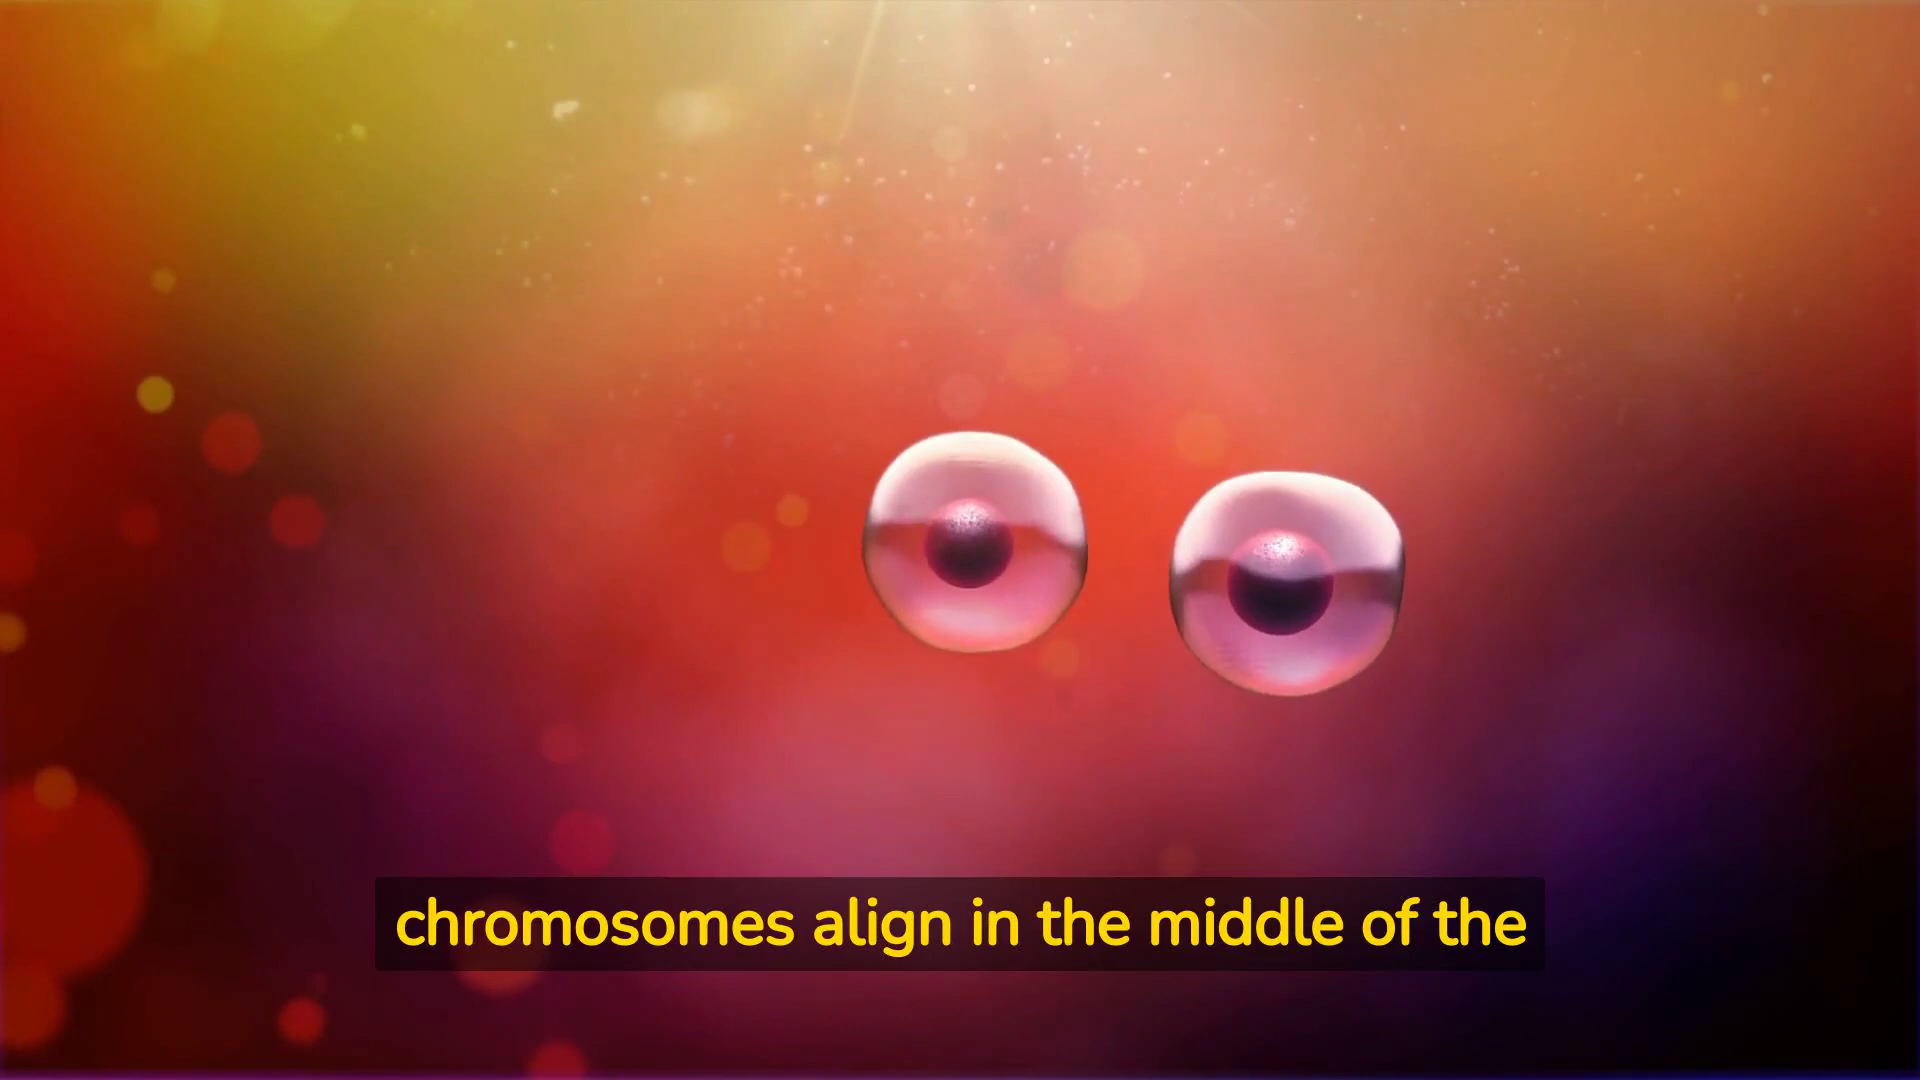 chromosomes align in the middle of the